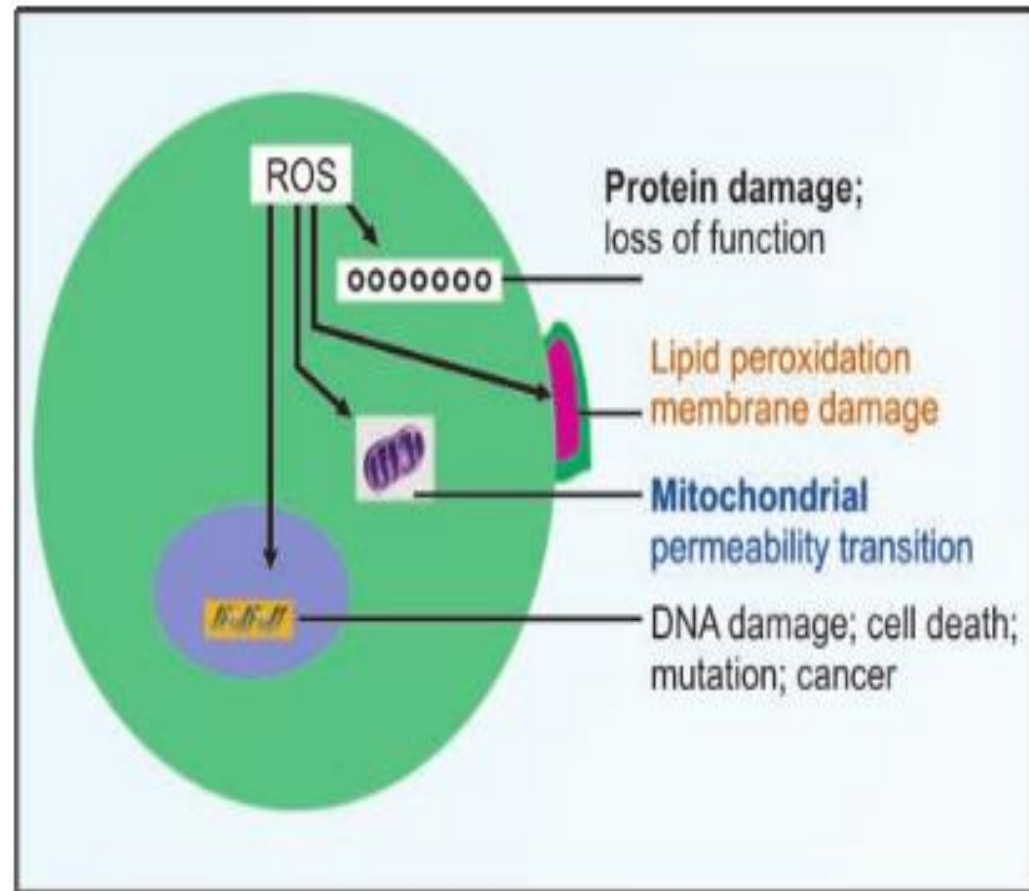 ROS
Protein damage;
loss of function
Lipid peroxidation
membrane damage
Mitochondrial
permeability transition
DNA damage; cell death;
mutation; cancer